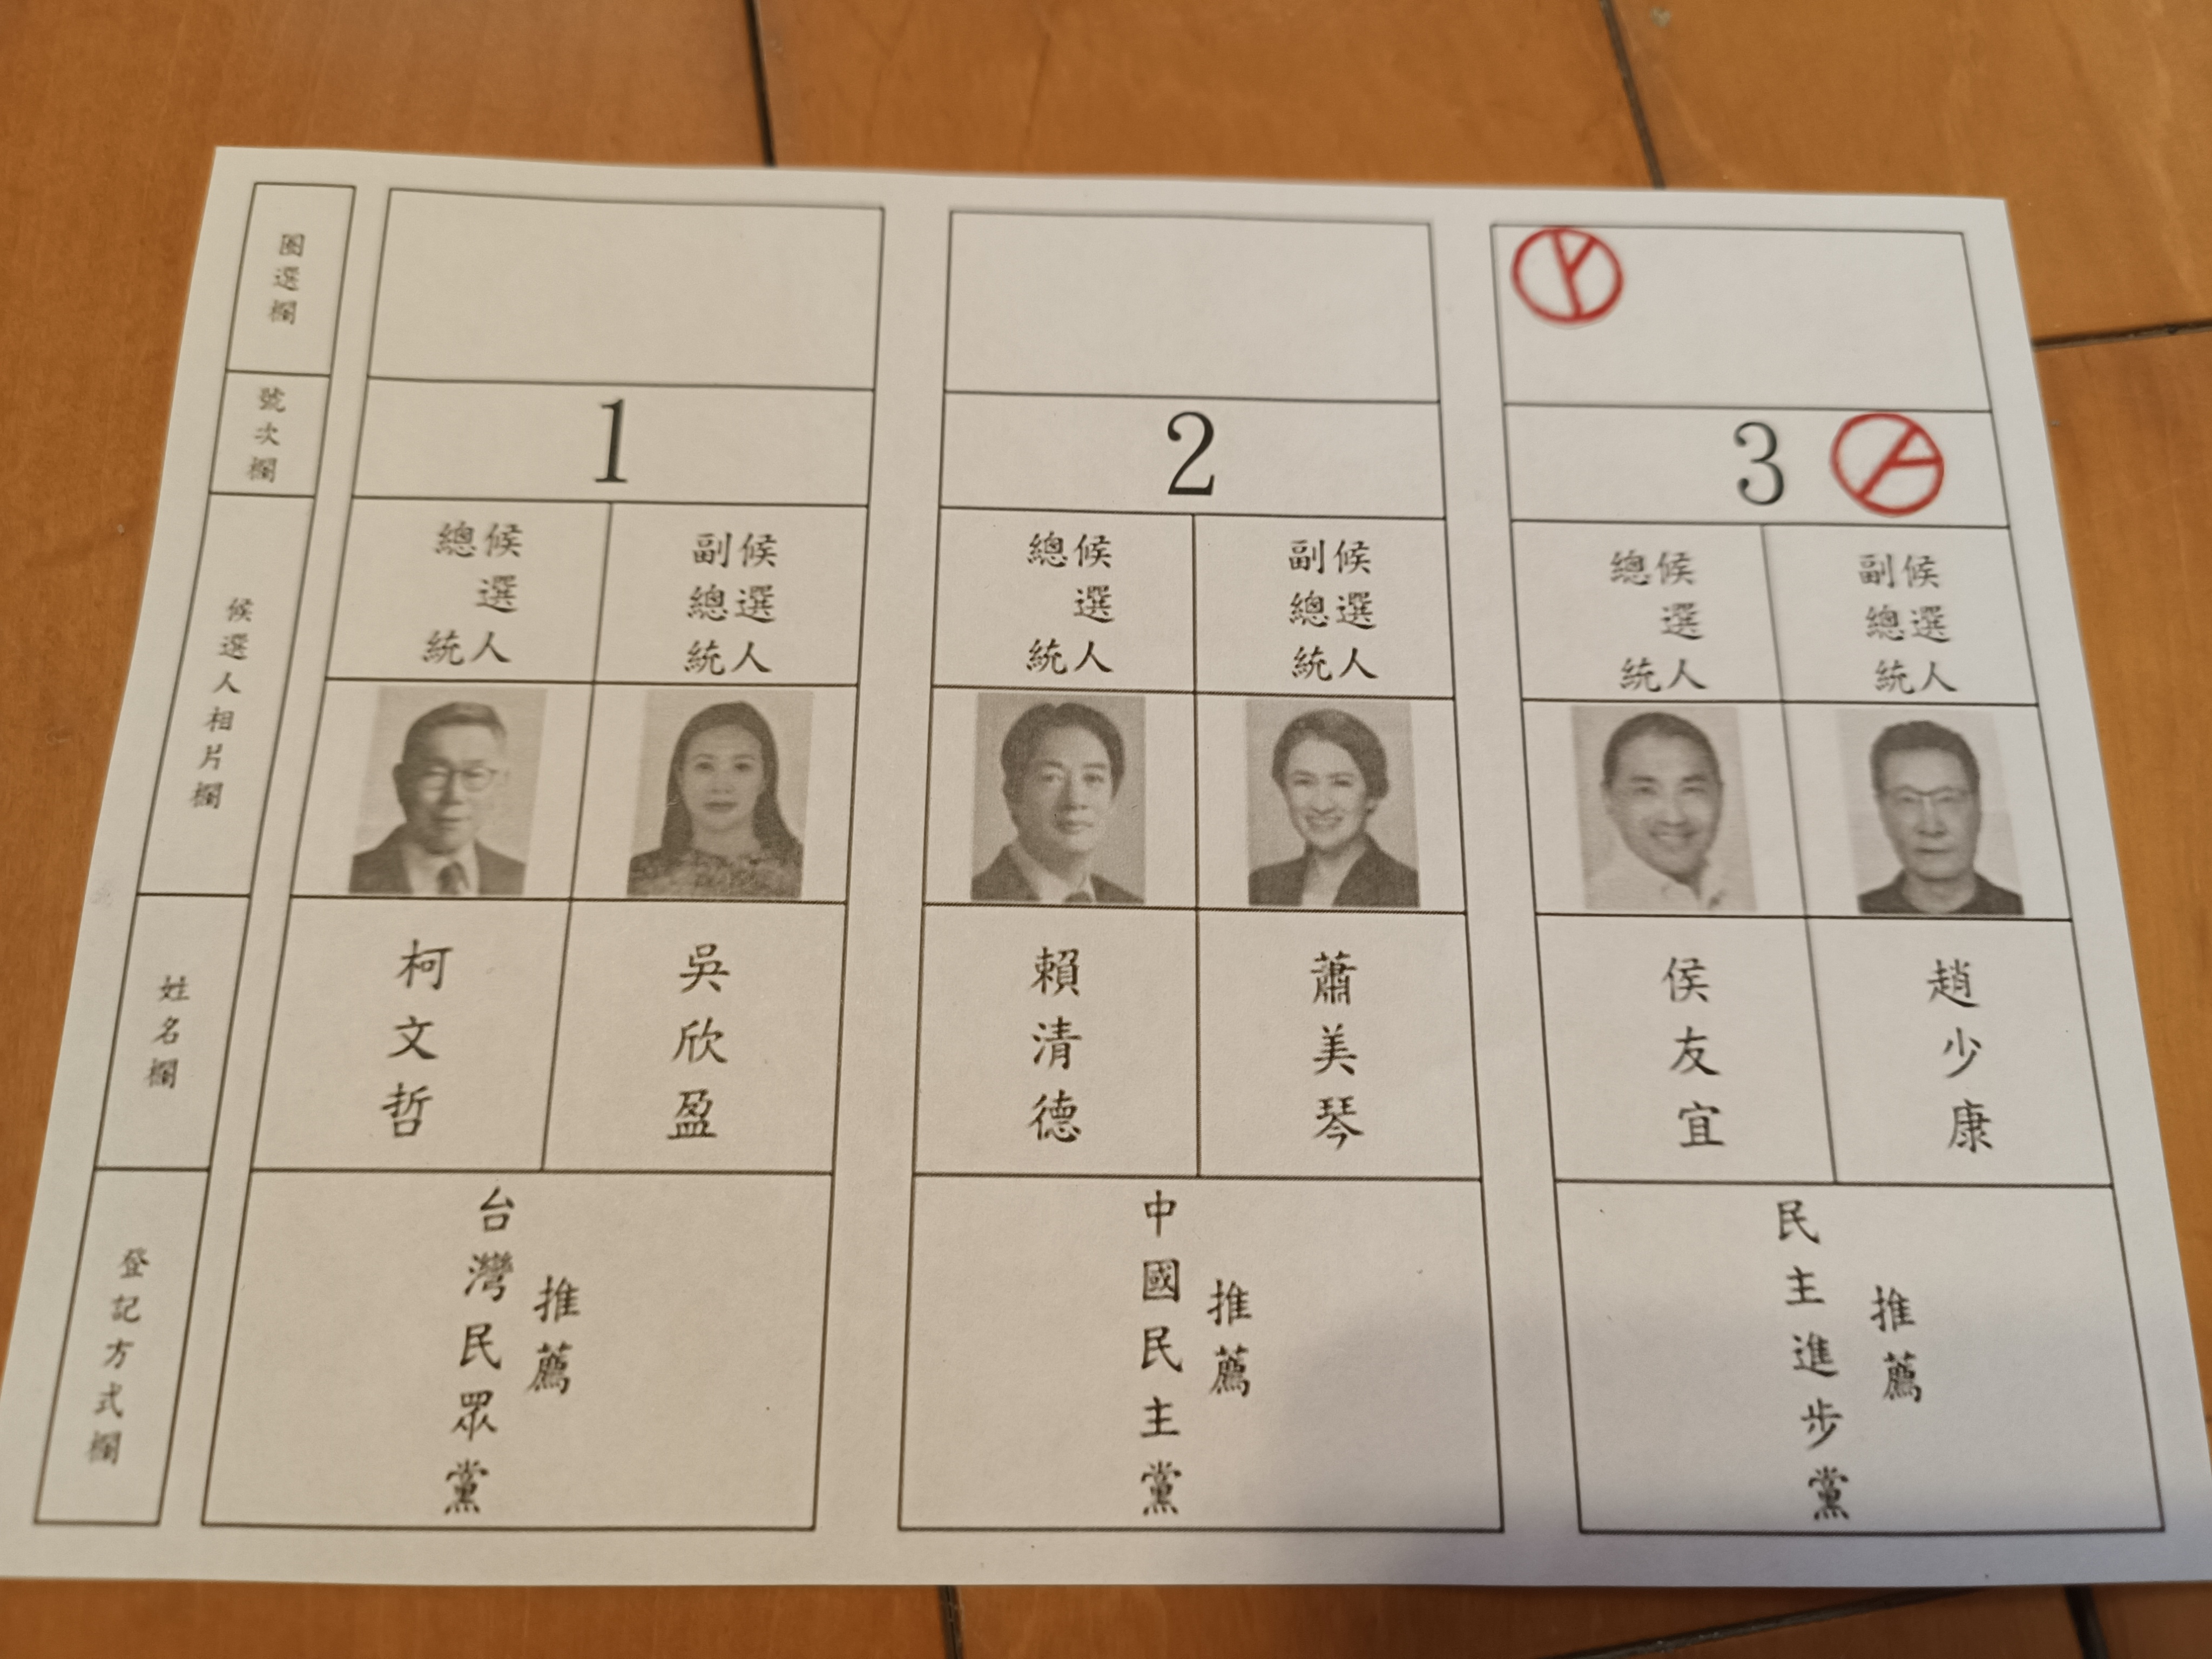 圈選欄
1
2
3
號次欄
總統候選人
副總統候選人
總統候選人
副總統候選人
總統候選人
副總統候選人
候選人相片欄
姓名欄
柯文哲
吳欣盈
賴清德
蕭美琴
侯友宜
趙少康
登記方式欄
台灣民眾黨
推薦
中國民主黨
推薦
民主進步黨
推薦